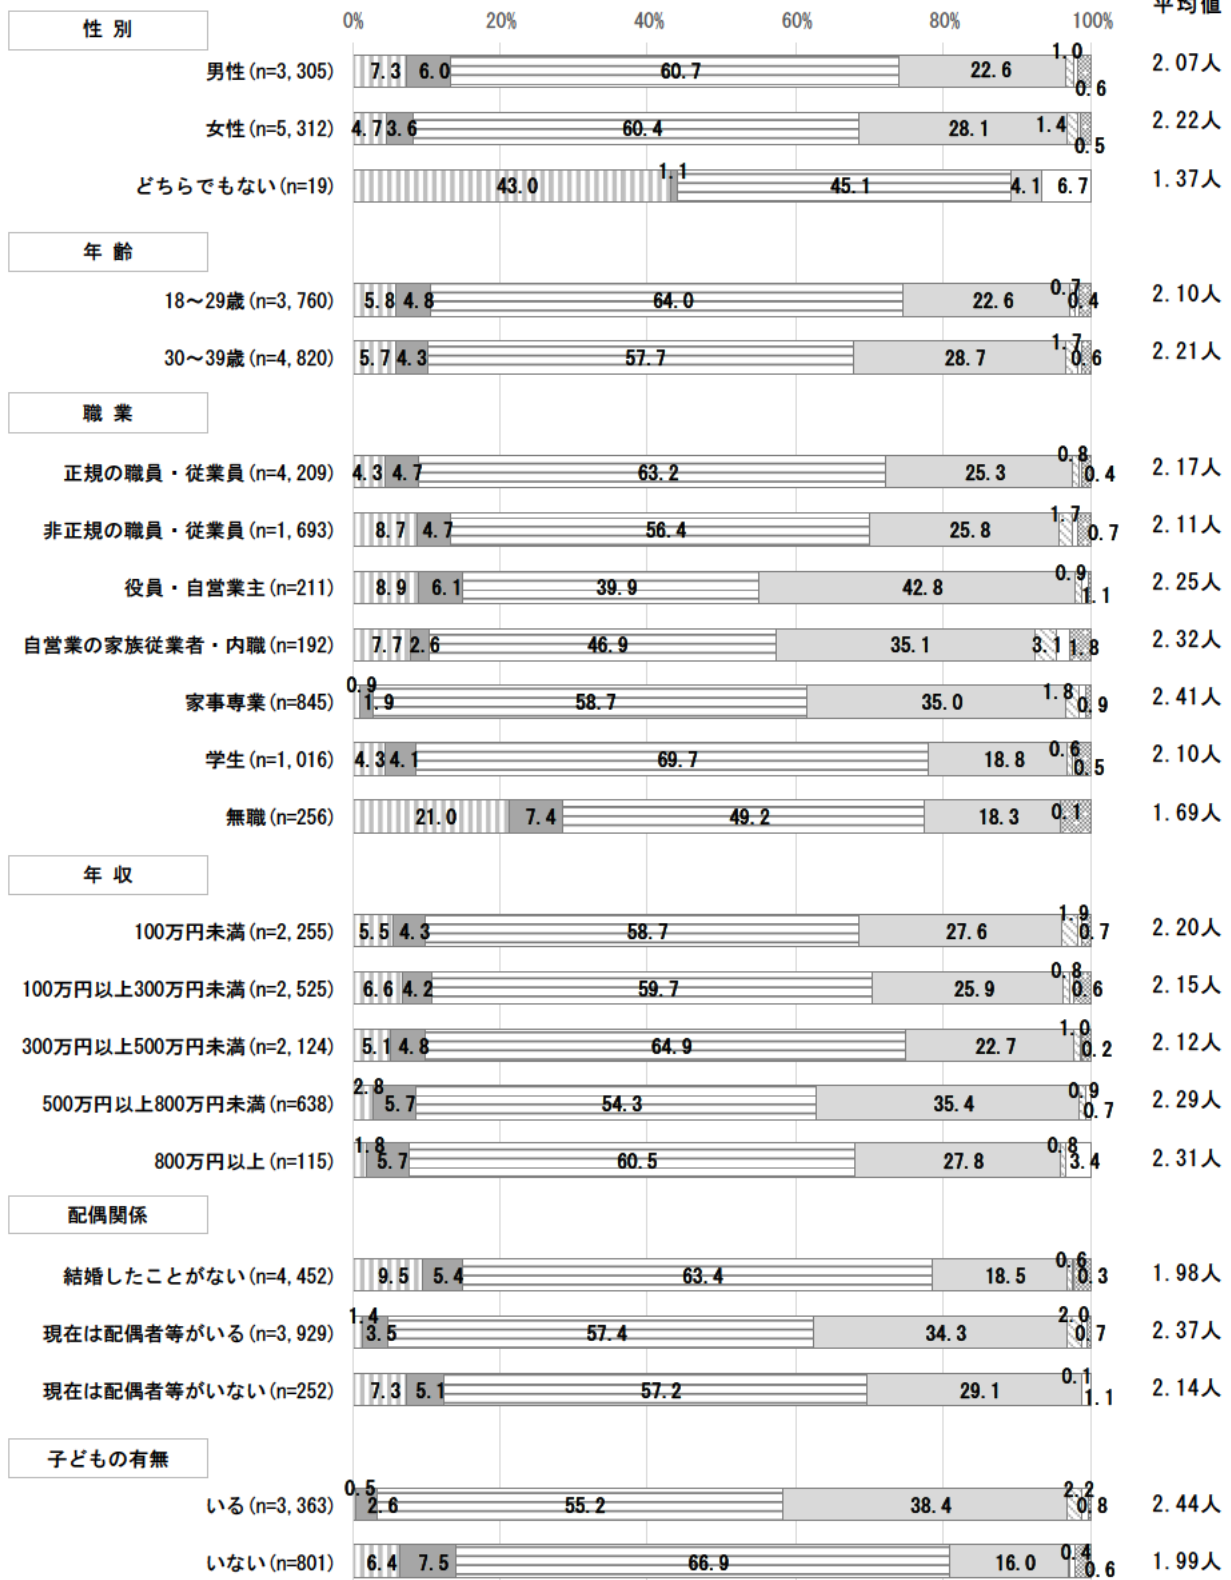 平均値
0% 20% 40% 60% 80% 100%
性 別
男性(n=3,305) 7.3 6.0 60.7 22.6 1.0 0.6 2.07人
女性(n=5,312) 4.7 3.6 60.4 28.1 1.4 0.5 2.22人
どちらでもない(n=19) 43.0 1.1 45.1 4.1 6.7 1.37人
年 齢
18～29歳(n=3,760) 5.8 4.8 64.0 22.6 0.7 0.4 2.10人
30～39歳(n=4,820) 5.7 4.3 57.7 28.7 1.7 0.6 2.21人
職 業
正規の職員・従業員(n=4,209) 4.3 4.7 63.2 25.3 0.8 0.4 2.17人
非正規の職員・従業員(n=1,693) 8.7 4.7 56.4 25.8 1.7 0.7 2.11人
役員・自営業主(n=211) 8.9 6.1 39.9 42.8 0.9 1.1 2.25人
自営業の家族従業者・内職(n=192) 7.7 2.6 46.9 35.1 3.1 1.8 2.32人
家事専業(n=845) 0.9 1.9 58.7 35.0 1.8 0.9 2.41人
学生(n=1,016) 4.3 4.1 69.7 18.8 0.6 0.5 2.10人
無職(n=256) 21.0 7.4 49.2 18.3 0.1 1.69人
年 収
100万円未満(n=2,255) 5.5 4.3 58.7 27.6 1.9 0.7 2.20人
100万円以上300万円未満(n=2,525) 6.6 4.2 59.7 25.9 0.8 0.6 2.15人
300万円以上500万円未満(n=2,124) 5.1 4.8 64.9 22.7 1.0 0.2 2.12人
500万円以上800万円未満(n=638) 2.8 5.7 54.3 35.4 0.9 0.7 2.29人
800万円以上(n=115) 1.8 5.7 60.5 27.8 0.8 3.4 2.31人
配偶関係
結婚したことがない(n=4,452) 9.5 5.4 63.4 18.5 0.6 0.3 1.98人
現在は配偶者等がいる(n=3,929) 1.4 3.5 57.4 34.3 2.0 0.7 2.37人
現在は配偶者等がいない(n=252) 7.3 5.1 57.2 29.1 0.1 1.1 2.14人
子どもの有無
いる(n=3,363) 0.5 2.6 55.2 38.4 2.2 0.8 2.44人
いない(n=801) 6.4 7.5 66.9 16.0 0.4 0.6 1.99人